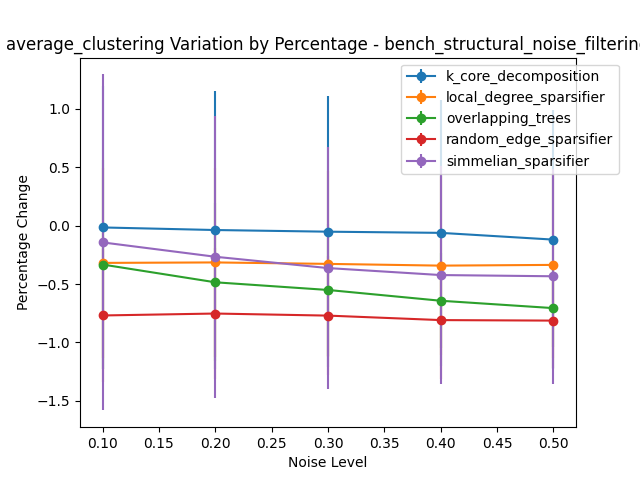 average_clustering Variation by Percentage - bench_structural_noise_filtering
k_core_decomposition
local_degree_sparsifier
overlapping_trees
random_edge_sparsifier
simmelian_sparsifier
Percentage Change
1.0
0.5
0.0
−0.5
−1.0
−1.5
0.10 0.15 0.20 0.25 0.30 0.35 0.40 0.45 0.50
Noise Level